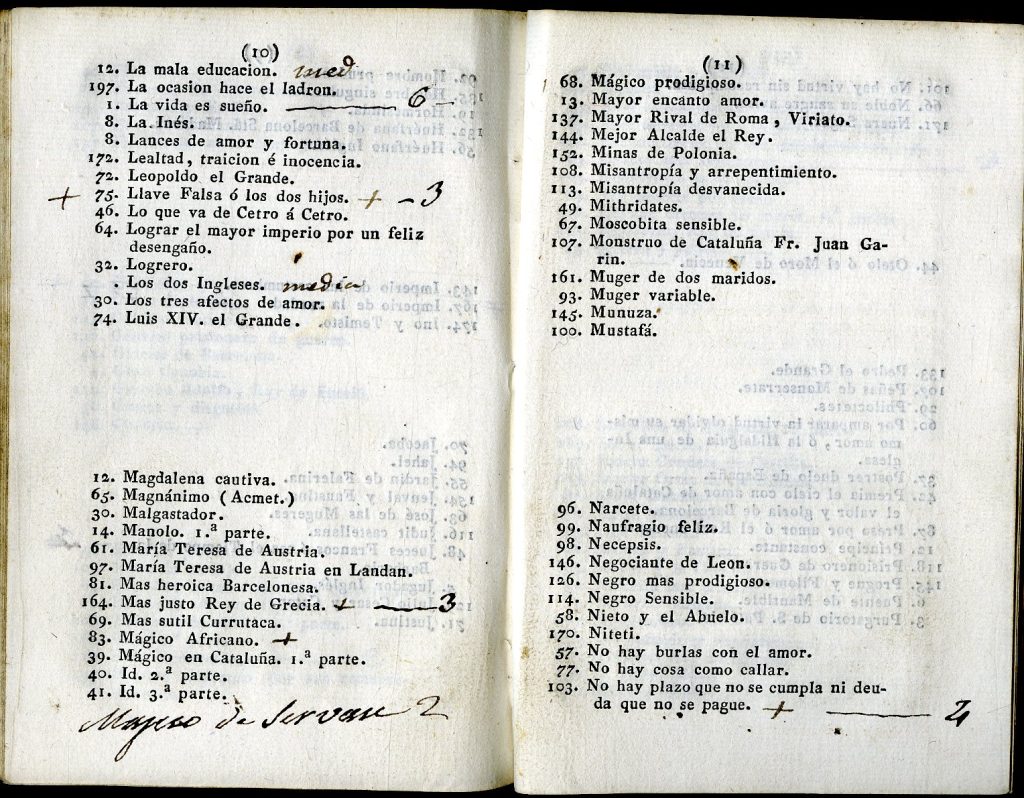 (10)
12. La mala educacion. med
197. La ocasion hace el ladron.
1. La vida es sueño. 6
8. La Inés.
8. Lances de amor y fortuna.
172. Lealtad, traicion é inocencia.
72. Leopoldo el Grande.
+ 75. Llave Falsa ó los dos hijos. + - 3
46. Lo que va de Cetro á Cetro.
64. Lograr el mayor imperio por un feliz
desengaño.
32. Logrero.
. Los dos Ingleses. media
30. Los tres afectos de amor.
74. Luis XIV. el Grande.
12. Magdalena cautiva.
65. Magnánimo (Acmet.)
30. Malgastador.
14. Manolo. 1.ª parte.
61. María Teresa de Austria.
97. María Teresa de Austria en Landan.
81. Mas heroica Barcelonesa.
164. Mas justo Rey de Grecia. + 3
69. Mas sutil Currutaca.
83. Mágico Africano. +
39. Mágico en Cataluña. 1.ª parte.
40. Id. 2.ª parte.
41. Id. 3.ª parte.
de Servan 2
(11)
68. Mágico prodigioso.
13. Mayor encanto amor.
137. Mayor Rival de Roma, Viriato.
144. Mejor Alcalde el Rey.
152. Minas de Polonia.
108. Misantropía y arrepentimiento.
113. Misantropía desvanecida.
49. Mithridates.
67. Moscobita sensible.
107. Monstruo de Cataluña Fr. Juan Ga-
rin.
161. Muger de dos maridos.
93. Muger variable.
145. Munuza.
100. Mustafá.
96. Narcete.
99. Naufragio feliz.
98. Necepsis.
146. Negociante de Leon.
126. Negro mas prodigioso.
114. Negro Sensible.
58. Nieto y el Abuelo.
170. Niteti.
57. No hay burlas con el amor.
77. No hay cosa como callar.
103. No hay plazo que no se cumpla ni deu-
da que no se pague. + 2